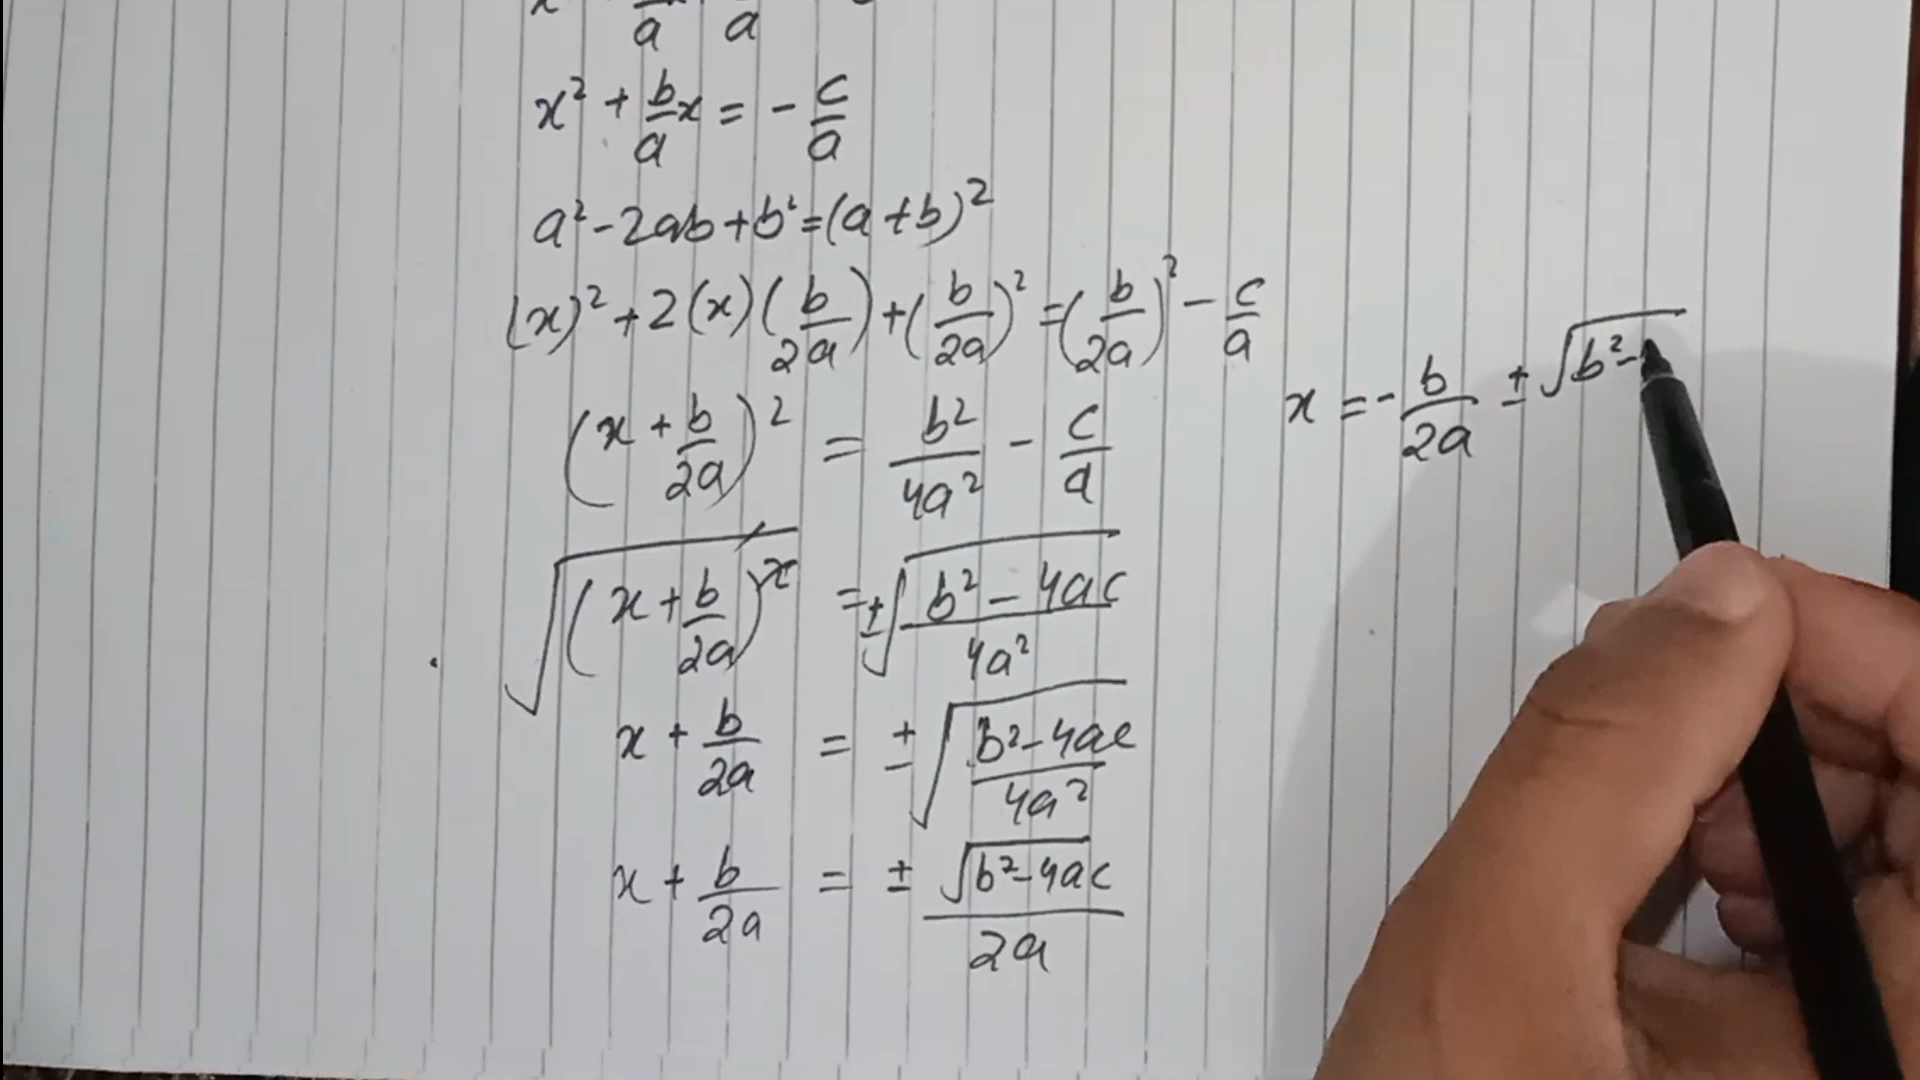 x² + b/a x = - c/a
a² - 2ab + b² = (a + b)²
(x)² + 2(x)(b/2a) + (b/2a)² = (b/2a)² - c/a
(x + b/2a)² = b²/4a² - c/a
√(x + b/2a)² = ± √(b² - 4ac/4a²)
x + b/2a = ± √(b² - 4ac/4a²)
x + b/2a = ± √(b² - 4ac)/2a
x = - b/2a ± √b² -